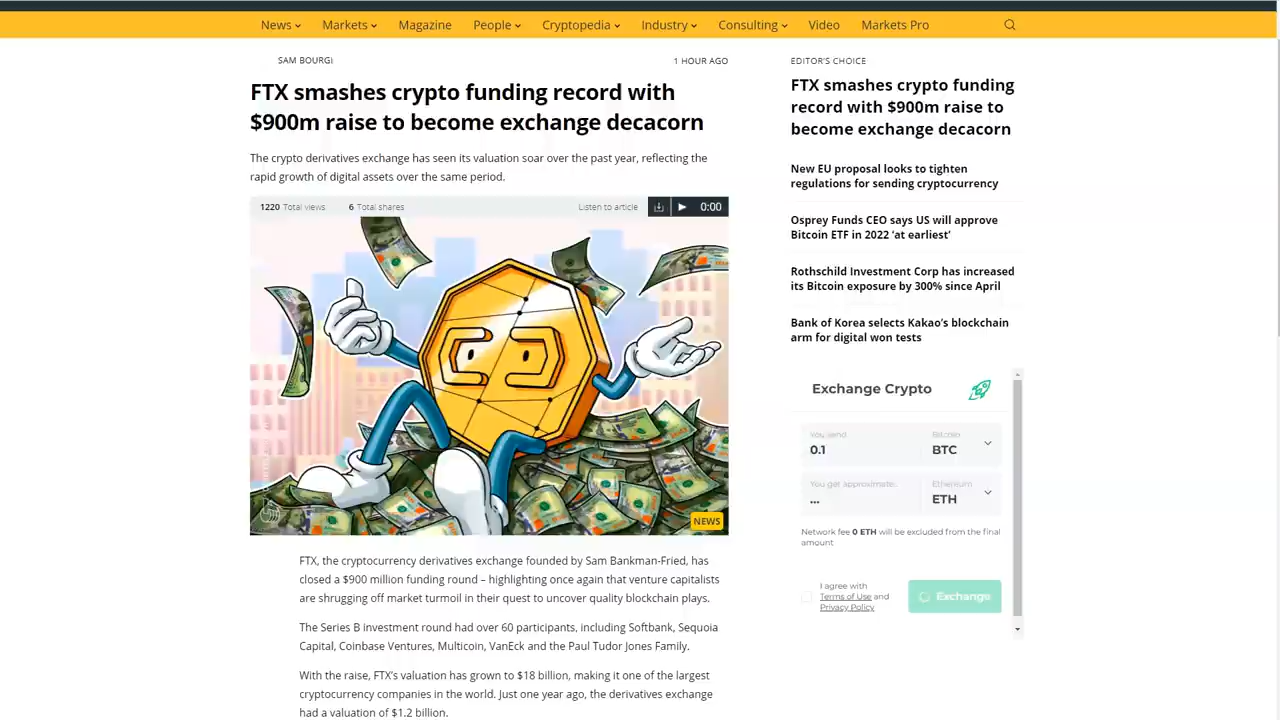 News
Markets
Magazine
People
Cryptopedia
Industry
Consulting
Video
Markets Pro
SAM BOURGI
1 HOUR AGO
FTX smashes crypto funding record with
$900m raise to become exchange decacorn
The crypto derivatives exchange has seen its valuation soar over the past year, reflecting the
rapid growth of digital assets over the same period.
1220 Total views
6 Total shares
Listen to article
0:00
NEWS
FTX, the cryptocurrency derivatives exchange founded by Sam Bankman-Fried, has
closed a $900 million funding round – highlighting once again that venture capitalists
are shrugging off market turmoil in their quest to uncover quality blockchain plays.
The Series B investment round had over 60 participants, including Softbank, Sequoia
Capital, Coinbase Ventures, Multicoin, VanEck and the Paul Tudor Jones Family.
With the raise, FTX’s valuation has grown to $18 billion, making it one of the largest
cryptocurrency companies in the world. Just one year ago, the derivatives exchange
had a valuation of $1.2 billion.
EDITOR’S CHOICE
FTX smashes crypto funding
record with $900m raise to
become exchange decacorn
New EU proposal looks to tighten
regulations for sending cryptocurrency
Osprey Funds CEO says US will approve
Bitcoin ETF in 2022 ‘at earliest’
Rothschild Investment Corp has increased
its Bitcoin exposure by 300% since April
Bank of Korea selects Kakao’s blockchain
arm for digital won tests
Exchange Crypto
You send
0.1
Bitcoin
BTC
You get approximate..
...
Ethereum
ETH
Network fee 0 ETH will be excluded from the final
amount
I agree with
Terms of Use and
Privacy Policy
Exchange